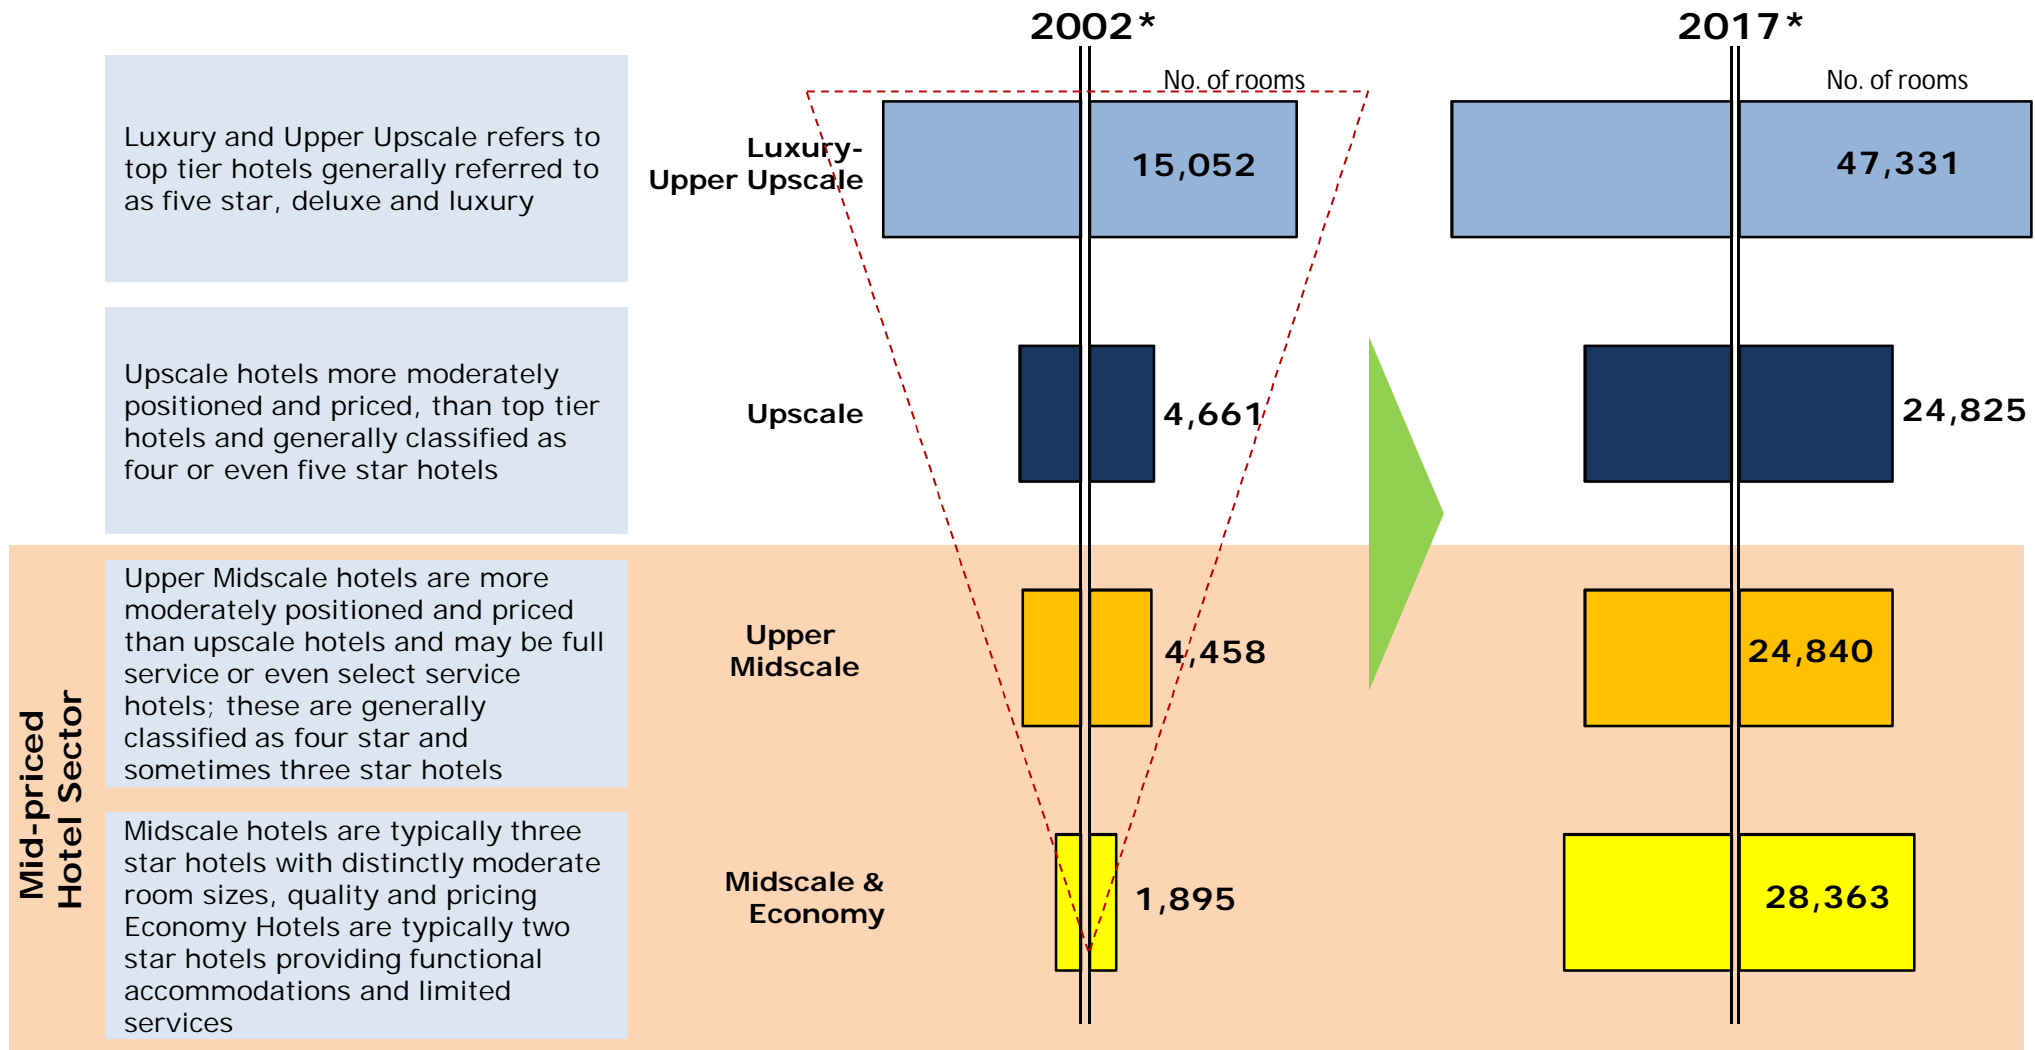 2002*
2017*
No. of rooms
No. of rooms
Luxury and Upper Upscale refers to
top tier hotels generally referred to
as five star, deluxe and luxury
Luxury-
Upper Upscale
15,052
47,331
Upscale hotels more moderately
positioned and priced, than top tier
hotels and generally classified as
four or even five star hotels
Upscale
4,661
24,825
Mid-priced
Hotel Sector
Upper Midscale hotels are more
moderately positioned and priced
than upscale hotels and may be full
service or even select service
hotels; these are generally
classified as four star and
sometimes three star hotels
Upper
Midscale
4,458
24,840
Midscale hotels are typically three
star hotels with distinctly moderate
room sizes, quality and pricing
Economy Hotels are typically two
star hotels providing functional
accommodations and limited
services
Midscale &
Economy
1,895
28,363